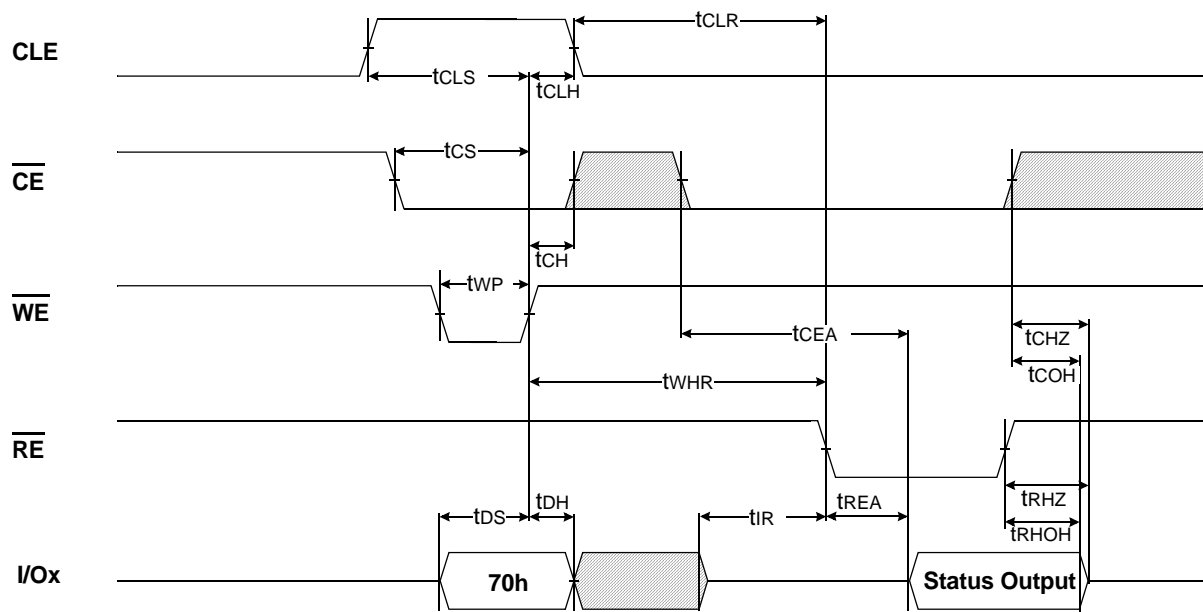 CLE
tCLR
tCLS
tCLH
CE
tCS
tCH
WE
tWP
tCEA
tCHZ
tCOH
tWHR
RE
tDS
tDH
tIR
tREA
tRHZ
tRHOH
I/Ox
70h
Status Output